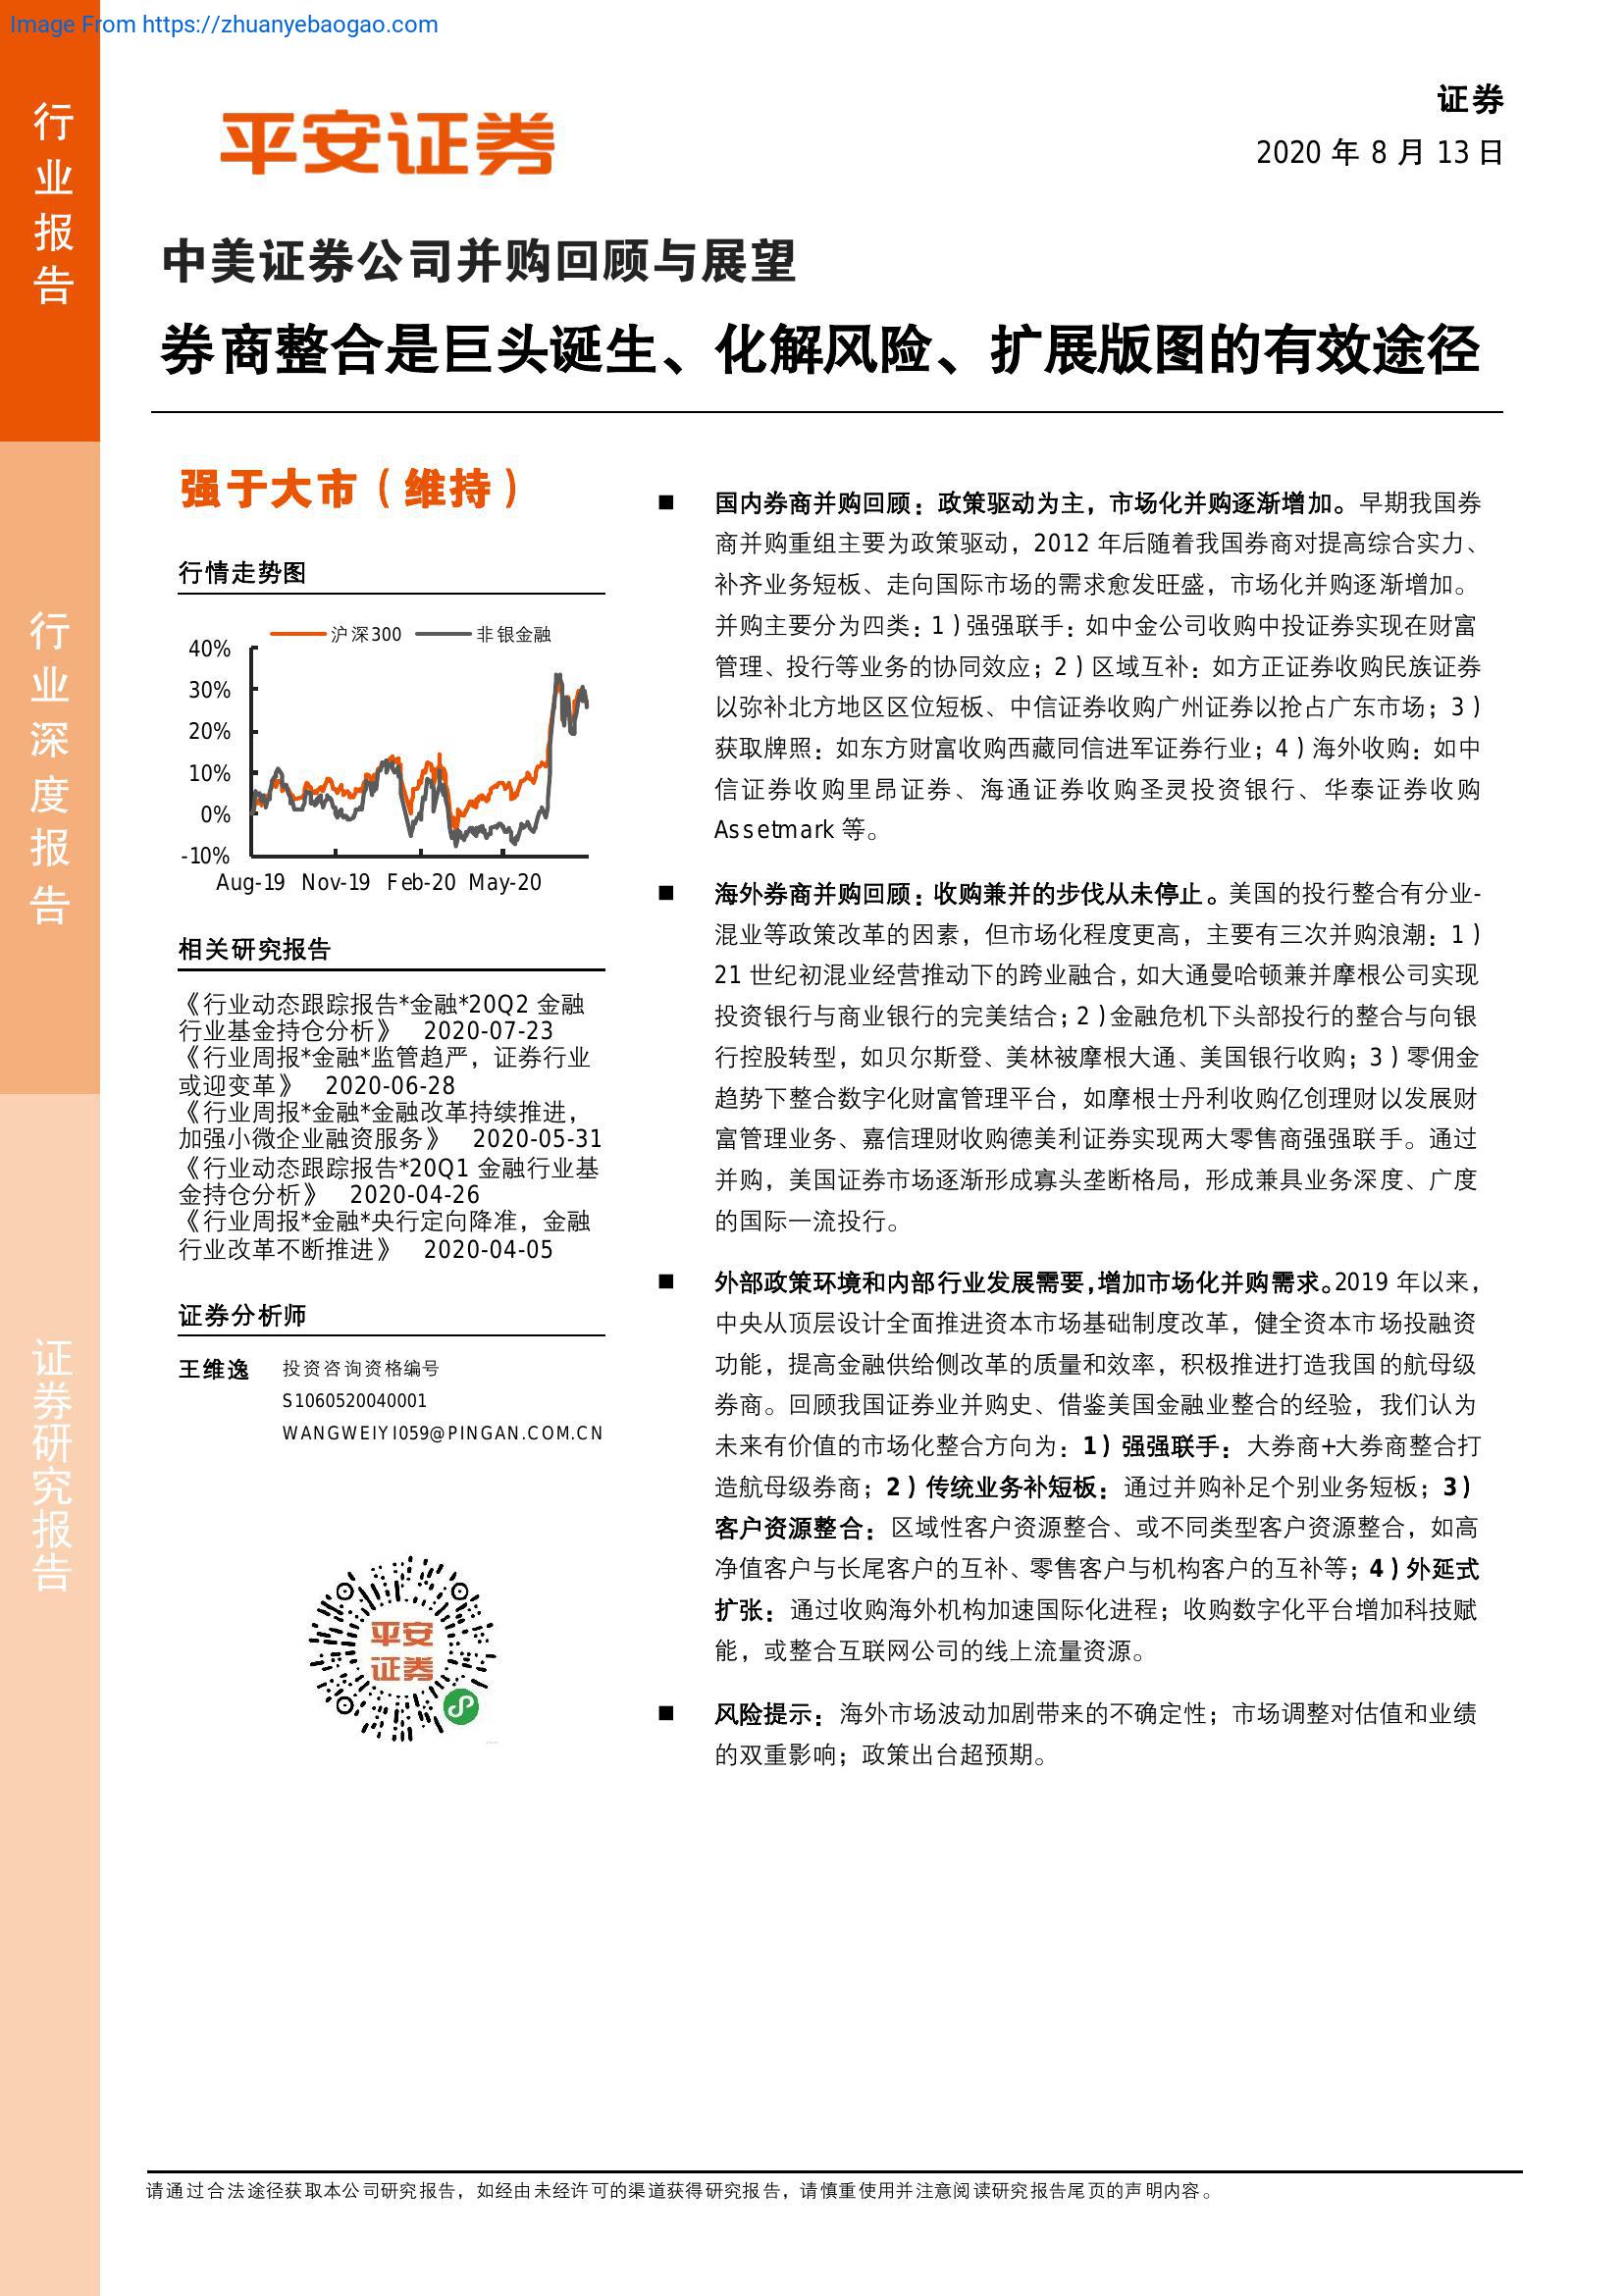 Image From https://zhuanyebaogao.com
行业报告
行业深度报告
证券研究报告
平安证券
证券
2020 年 8 月 13 日
中美证券公司并购回顾与展望
券商整合是巨头诞生、化解风险、扩展版图的有效途径
强于大市（维持）
行情走势图
沪深300 非银金融
40%
30%
20%
10%
0%
-10%
Aug-19 Nov-19 Feb-20 May-20
相关研究报告
《行业动态跟踪报告*金融*20Q2 金融
行业基金持仓分析》 2020-07-23
《行业周报*金融*监管趋严，证券行业
或迎变革》 2020-06-28
《行业周报*金融*金融改革持续推进，
加强小微企业融资服务》 2020-05-31
《行业动态跟踪报告*20Q1 金融行业基
金持仓分析》 2020-04-26
《行业周报*金融*央行定向降准，金融
行业改革不断推进》 2020-04-05
证券分析师
王维逸 投资咨询资格编号
S1060520040001
WANGWEIYI059@PINGAN.COM.CN
平安
证券
■ 国内券商并购回顾：政策驱动为主，市场化并购逐渐增加。早期我国券
商并购重组主要为政策驱动，2012 年后随着我国券商对提高综合实力、
补齐业务短板、走向国际市场的需求愈发旺盛，市场化并购逐渐增加。
并购主要分为四类：1）强强联手：如中金公司收购中投证券实现在财富
管理、投行等业务的协同效应；2）区域互补：如方正证券收购民族证券
以弥补北方地区区位短板、中信证券收购广州证券以抢占广东市场；3）
获取牌照：如东方财富收购西藏同信进军证券行业；4）海外收购：如中
信证券收购里昂证券、海通证券收购圣灵投资银行、华泰证券收购
Assetmark 等。
■ 海外券商并购回顾：收购兼并的步伐从未停止。美国的投行整合有分业-
混业等政策改革的因素，但市场化程度更高，主要有三次并购浪潮：1）
21 世纪初混业经营推动下的跨业融合，如大通曼哈顿兼并摩根公司实现
投资银行与商业银行的完美结合；2）金融危机下头部投行的整合与向银
行控股转型，如贝尔斯登、美林被摩根大通、美国银行收购；3）零佣金
趋势下整合数字化财富管理平台，如摩根士丹利收购亿创理财以发展财
富管理业务、嘉信理财收购德美利证券实现两大零售商强强联手。通过
并购，美国证券市场逐渐形成寡头垄断格局，形成兼具业务深度、广度
的国际一流投行。
■ 外部政策环境和内部行业发展需要，增加市场化并购需求。2019 年以来，
中央从顶层设计全面推进资本市场基础制度改革，健全资本市场投融资
功能，提高金融供给侧改革的质量和效率，积极推进打造我国的航母级
券商。回顾我国证券业并购史、借鉴美国金融业整合的经验，我们认为
未来有价值的市场化整合方向为：1）强强联手：大券商+大券商整合打
造航母级券商；2）传统业务补短板：通过并购补足个别业务短板；3）
客户资源整合：区域性客户资源整合、或不同类型客户资源整合，如高
净值客户与长尾客户的互补、零售客户与机构客户的互补等；4）外延式
扩张：通过收购海外机构加速国际化进程；收购数字化平台增加科技赋
能，或整合互联网公司的线上流量资源。
■ 风险提示：海外市场波动加剧带来的不确定性；市场调整对估值和业绩
的双重影响；政策出台超预期。
请通过合法途径获取本公司研究报告，如经由未经许可的渠道获得研究报告，请慎重使用并注意阅读研究报告尾页的声明内容。